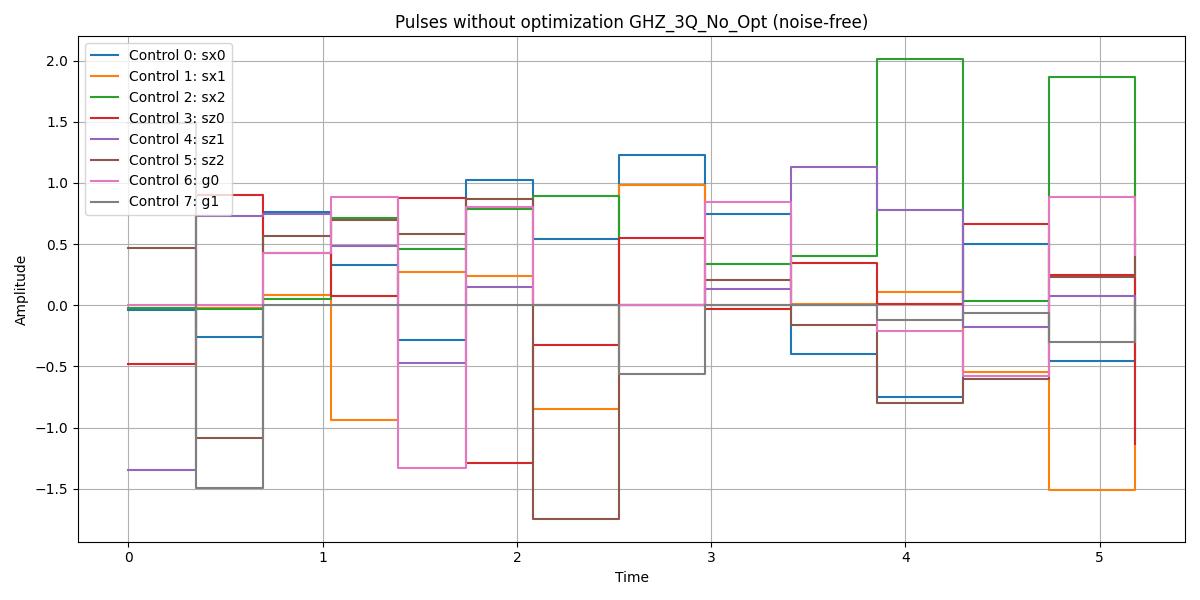 Pulses without optimization GHZ_3Q_No_Opt (noise-free)
Control 0: sx0
Control 1: sx1
Control 2: sx2
Control 3: sz0
Control 4: sz1
Control 5: sz2
Control 6: g0
Control 7: g1
Amplitude
2.0
1.5
1.0
0.5
0.0
−0.5
−1.0
−1.5
0 1 2 3 4 5
Time